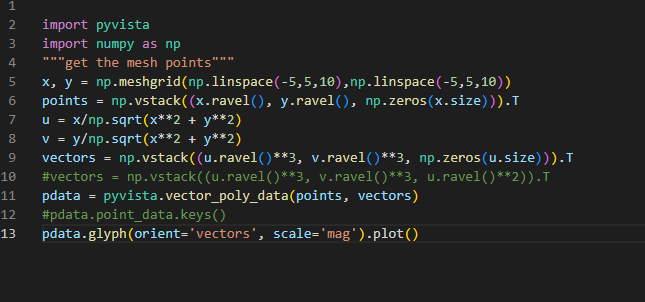 1
2 import pyvista
3 import numpy as np
4 """get the mesh points"""
5 x, y = np.meshgrid(np.linspace(-5,5,10),np.linspace(-5,5,10))
6 points = np.vstack((x.ravel(), y.ravel(), np.zeros(x.size))).T
7 u = x/np.sqrt(x**2 + y**2)
8 v = y/np.sqrt(x**2 + y**2)
9 vectors = np.vstack((u.ravel()**3, v.ravel()**3, np.zeros(u.size))).T
10 #vectors = np.vstack((u.ravel()**3, v.ravel()**3, u.ravel()**2)).T
11 pdata = pyvista.vector_poly_data(points, vectors)
12 #pdata.point_data.keys()
13 pdata.glyph(orient='vectors', scale='mag').plot()